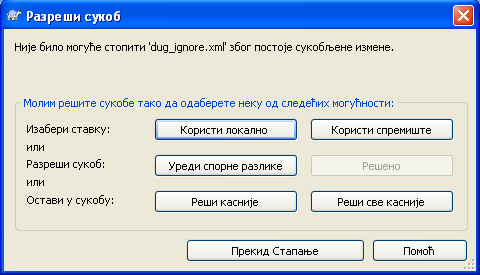 Разреши сукоб
Није било могуће стопити 'dug_ignore.xml' због постоје сукобљене измене.
Молим решите сукобе тако да одаберете неку од следећих могућности:
Изабери ставку: Користи локално Користи спремиште
или
Разреши сукоб: Уреди спорне разлике Решено
или
Остави у сукобу: Реши касније Реши све касније
Прекид Стапање Помоћ